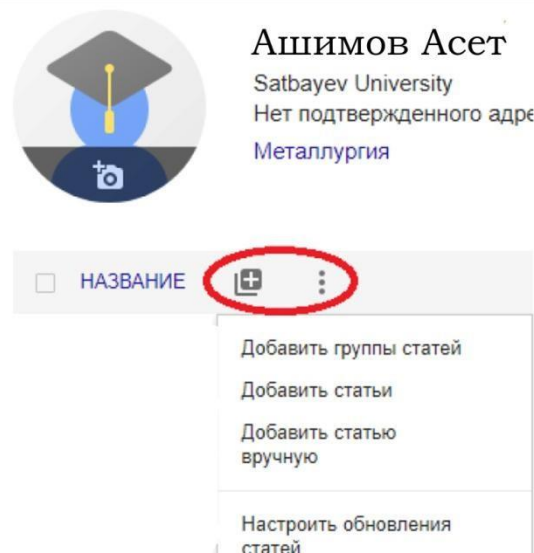 Ашимов Асет
Satbayev University
Нет подтвержденного адре
Металлургия
НАЗВАНИЕ
Добавить группы статей
Добавить статьи
Добавить статью
вручную
Настроить обновления
статей